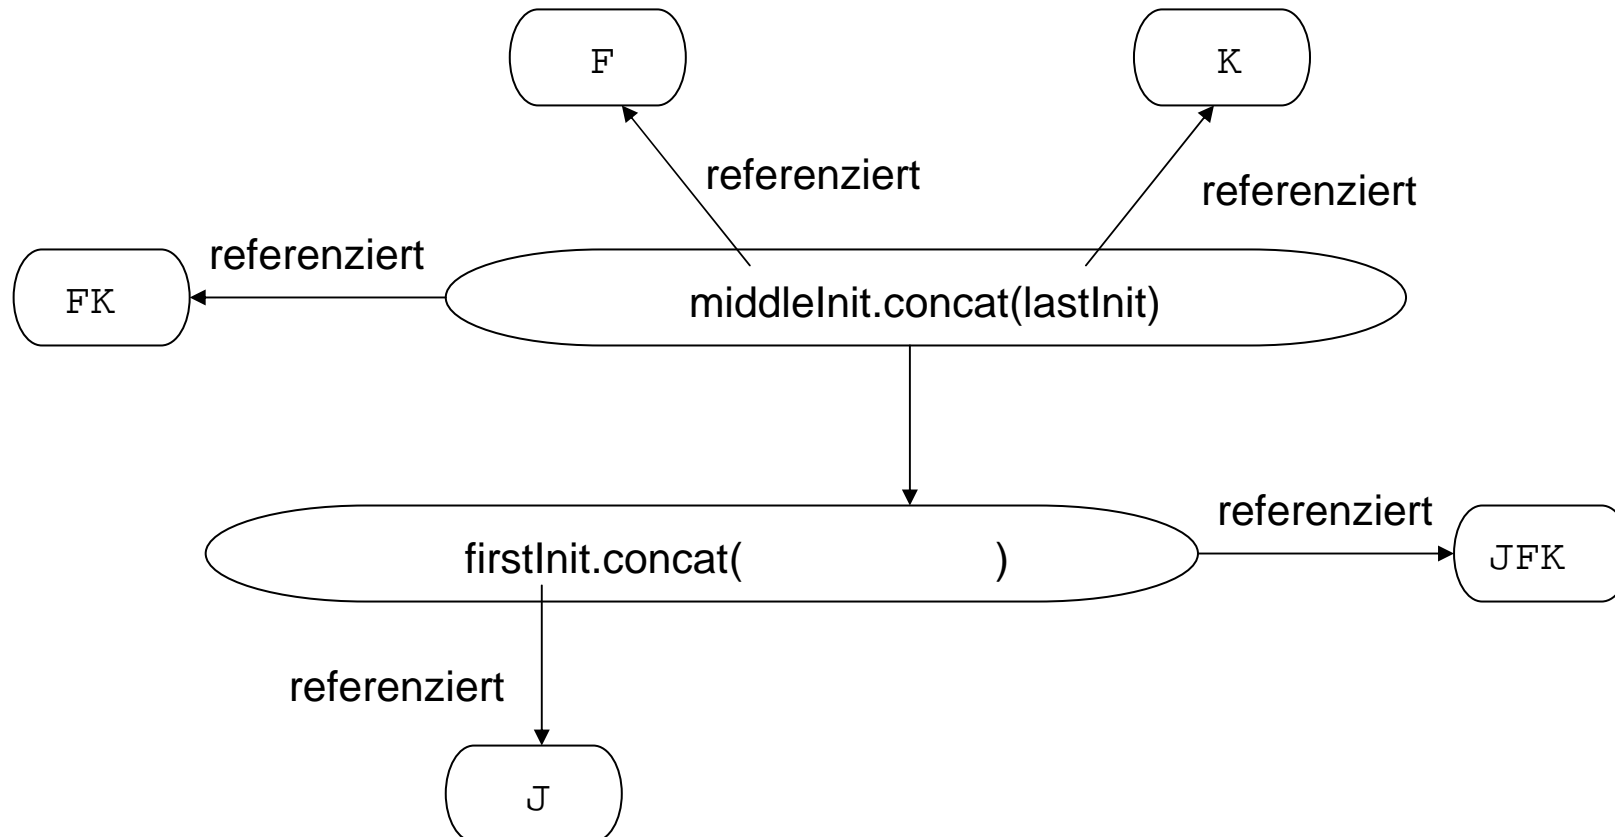 F
K
referenziert
referenziert
referenziert
FK
middleInit.concat(lastInit)
referenziert
firstInit.concat( )
JFK
referenziert
J